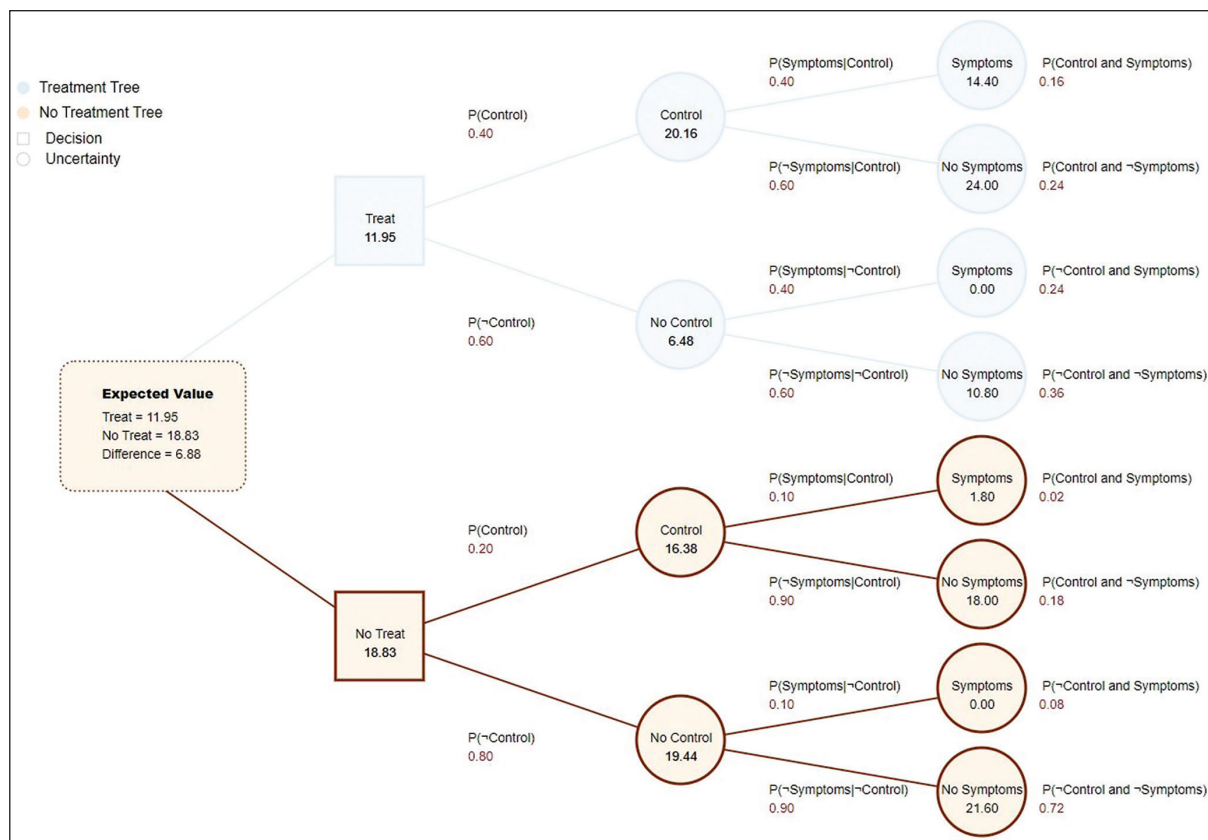 Treatment Tree
No Treatment Tree
Decision
Uncertainty
P(Control)
0.40
Treat
11.95
P(¬Control)
0.60
Control
20.16
No Control
6.48
P(Symptoms|Control)
0.40
P(¬Symptoms|Control)
0.60
P(Symptoms|¬Control)
0.40
P(¬Symptoms|¬Control)
0.60
Symptoms
14.40
P(Control and Symptoms)
0.16
No Symptoms
24.00
P(Control and ¬Symptoms)
0.24
Symptoms
0.00
P(¬Control and Symptoms)
0.24
No Symptoms
10.80
P(¬Control and ¬Symptoms)
0.36
Expected Value
Treat = 11.95
No Treat = 18.83
Difference = 6.88
No Treat
18.83
P(Control)
0.20
P(¬Control)
0.80
Control
16.38
No Control
19.44
P(Symptoms|Control)
0.10
P(¬Symptoms|Control)
0.90
P(Symptoms|¬Control)
0.10
P(¬Symptoms|¬Control)
0.90
Symptoms
1.80
P(Control and Symptoms)
0.02
No Symptoms
18.00
P(Control and ¬Symptoms)
0.18
Symptoms
0.00
P(¬Control and Symptoms)
0.08
No Symptoms
21.60
P(¬Control and ¬Symptoms)
0.72